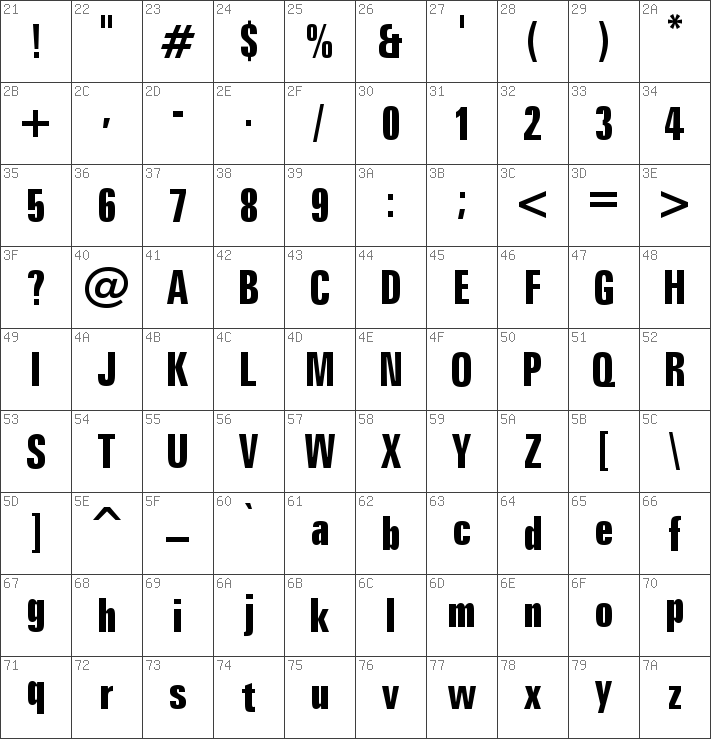 21 22 23 24 25 26 27 28 29 2A
! " # $ % & ' ( ) *
2B 2C 2D 2E 2F 30 31 32 33 34
+ , - . / 0 1 2 3 4
35 36 37 38 39 3A 3B 3C 3D 3E
5 6 7 8 9 : ; < = >
3F 40 41 42 43 44 45 46 47 48
? @ A B C D E F G H
49 4A 4B 4C 4D 4E 4F 50 51 52
I J K L M N O P Q R
53 54 55 56 57 58 59 5A 5B 5C
S T U V W X Y Z [ \
5D 5E 5F 60 61 62 63 64 65 66
] ^ _ ` a b c d e f
67 68 69 6A 6B 6C 6D 6E 6F 70
g h i j k l m n o p
71 72 73 74 75 76 77 78 79 7A
q r s t u v w x y z